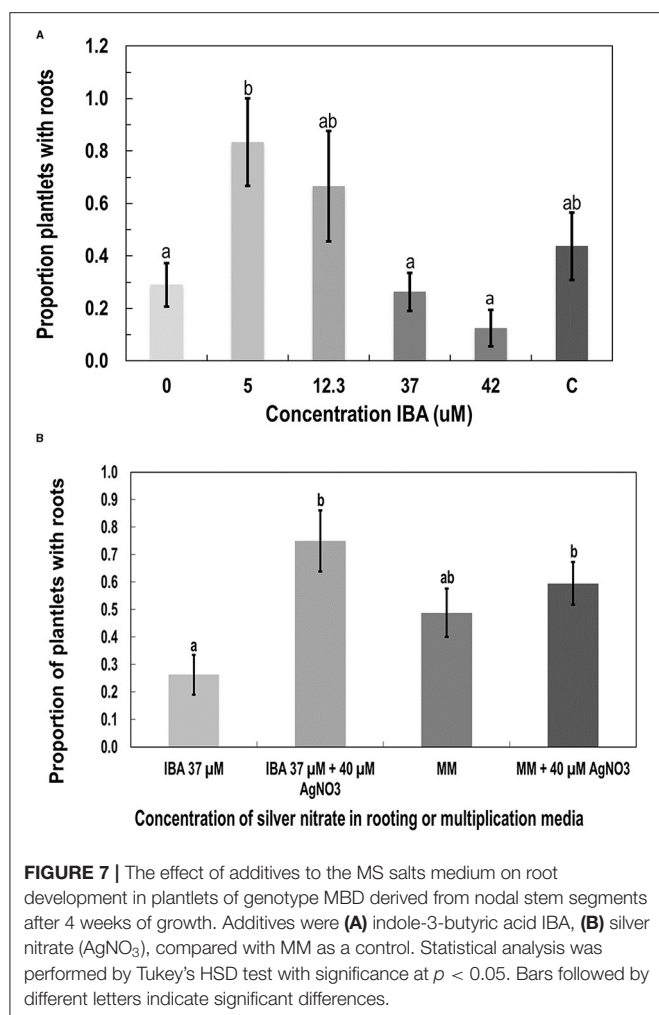 A
1.2
1.0
0.8
0.6
0.4
0.2
0.0
Proportion plantlets with roots
a
b
ab
a
a
ab
0 5 12.3 37 42 C
Concentration IBA (uM)
B
1.0
0.9
0.8
0.7
0.6
0.5
0.4
0.3
0.2
0.1
0.0
Proportion of plantlets with roots
a
b
ab
b
IBA 37 µM IBA 37 µM + 40 µM MM MM + 40 µM AgNO3
AgNO3
Concentration of silver nitrate in rooting or multiplication media
FIGURE 7 | The effect of additives to the MS salts medium on root
development in plantlets of genotype MBD derived from nodal stem segments
after 4 weeks of growth. Additives were (A) indole-3-butyric acid IBA, (B) silver
nitrate (AgNO₃), compared with MM as a control. Statistical analysis was
performed by Tukey's HSD test with significance at p < 0.05. Bars followed by
different letters indicate significant differences.